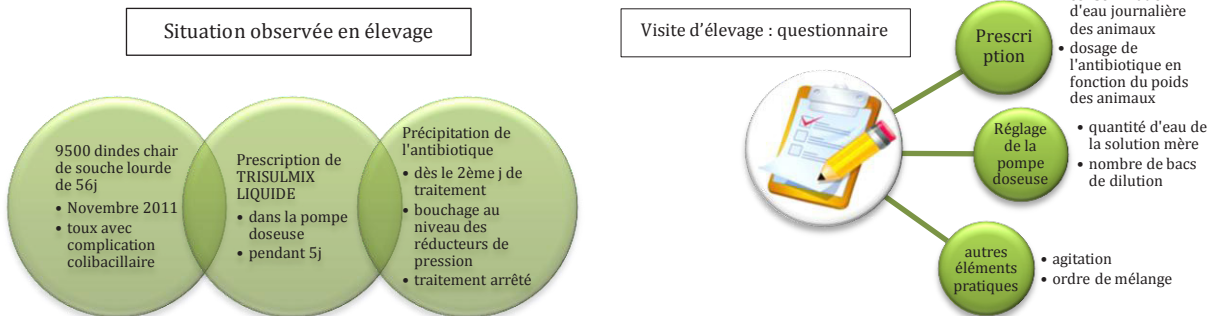 Situation observée en élevage
9500 dindes chair
de souche lourde
de 56j
• Novembre 2011
• toux avec
complication
colibacillaire
Prescription de
TRISULMIX
LIQUIDE
• dans la pompe
doseuse
• pendant 5j
Précipitation de
l'antibiotique
• dès le 2ème j de
traitement
• bouchage au
niveau des
réducteurs de
pression
• traitement arrêté
Visite d'élevage : questionnaire
Prescri
ption
d'eau journalière
des animaux
• dosage de
l'antibiotique en
fonction du poids
des animaux
Réglage
de la
pompe
doseuse
• quantité d'eau de
la solution mère
• nombre de bacs
de dilution
autres
éléments
pratiques
• agitation
• ordre de mélange